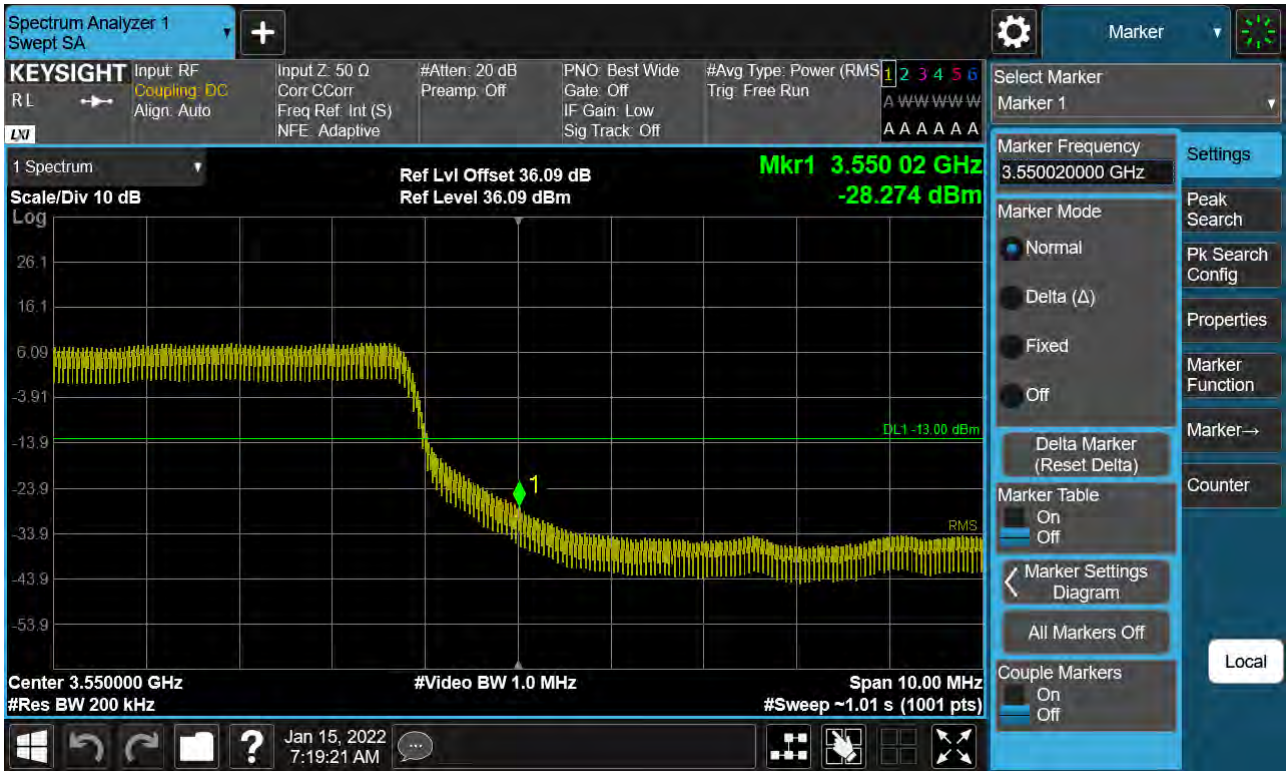 Spectrum Analyzer 1
Swept SA
Marker
KEYSIGHT
RL
LXI
Input: RF
Coupling: DC
Align: Auto
Input Z: 50 Ω
Corr CCorr
Freq Ref: Int (S)
NFE: Adaptive
#Atten: 20 dB
Preamp: Off
PNO: Best Wide
Gate: Off
IF Gain: Low
Sig Track: Off
#Avg Type: Power (RMS
Trig: Free Run
1 2 3 4 5 6
A W W W W W
A A A A A A
1 Spectrum
Scale/Div 10 dB
Log
Ref Lvl Offset 36.09 dB
Ref Level 36.09 dBm
Mkr1 3.550 02 GHz
-28.274 dBm
26.1
16.1
6.09
-3.91
-13.9
-23.9
-33.9
-43.9
-53.9
DL1 -13.00 dBm
1
RMS
Center 3.550000 GHz
#Res BW 200 kHz
#Video BW 1.0 MHz
Span 10.00 MHz
#Sweep ~1.01 s (1001 pts)
Select Marker
Marker 1
Marker Frequency
3.550020000 GHz
Marker Mode
Normal
Delta (Δ)
Fixed
Off
Delta Marker
(Reset Delta)
Marker Table
On
Off
Marker Settings
Diagram
All Markers Off
Couple Markers
On
Off
Settings
Peak
Search
Pk Search
Config
Properties
Marker
Function
Marker→
Counter
Local
?
Jan 15, 2022
7:19:21 AM